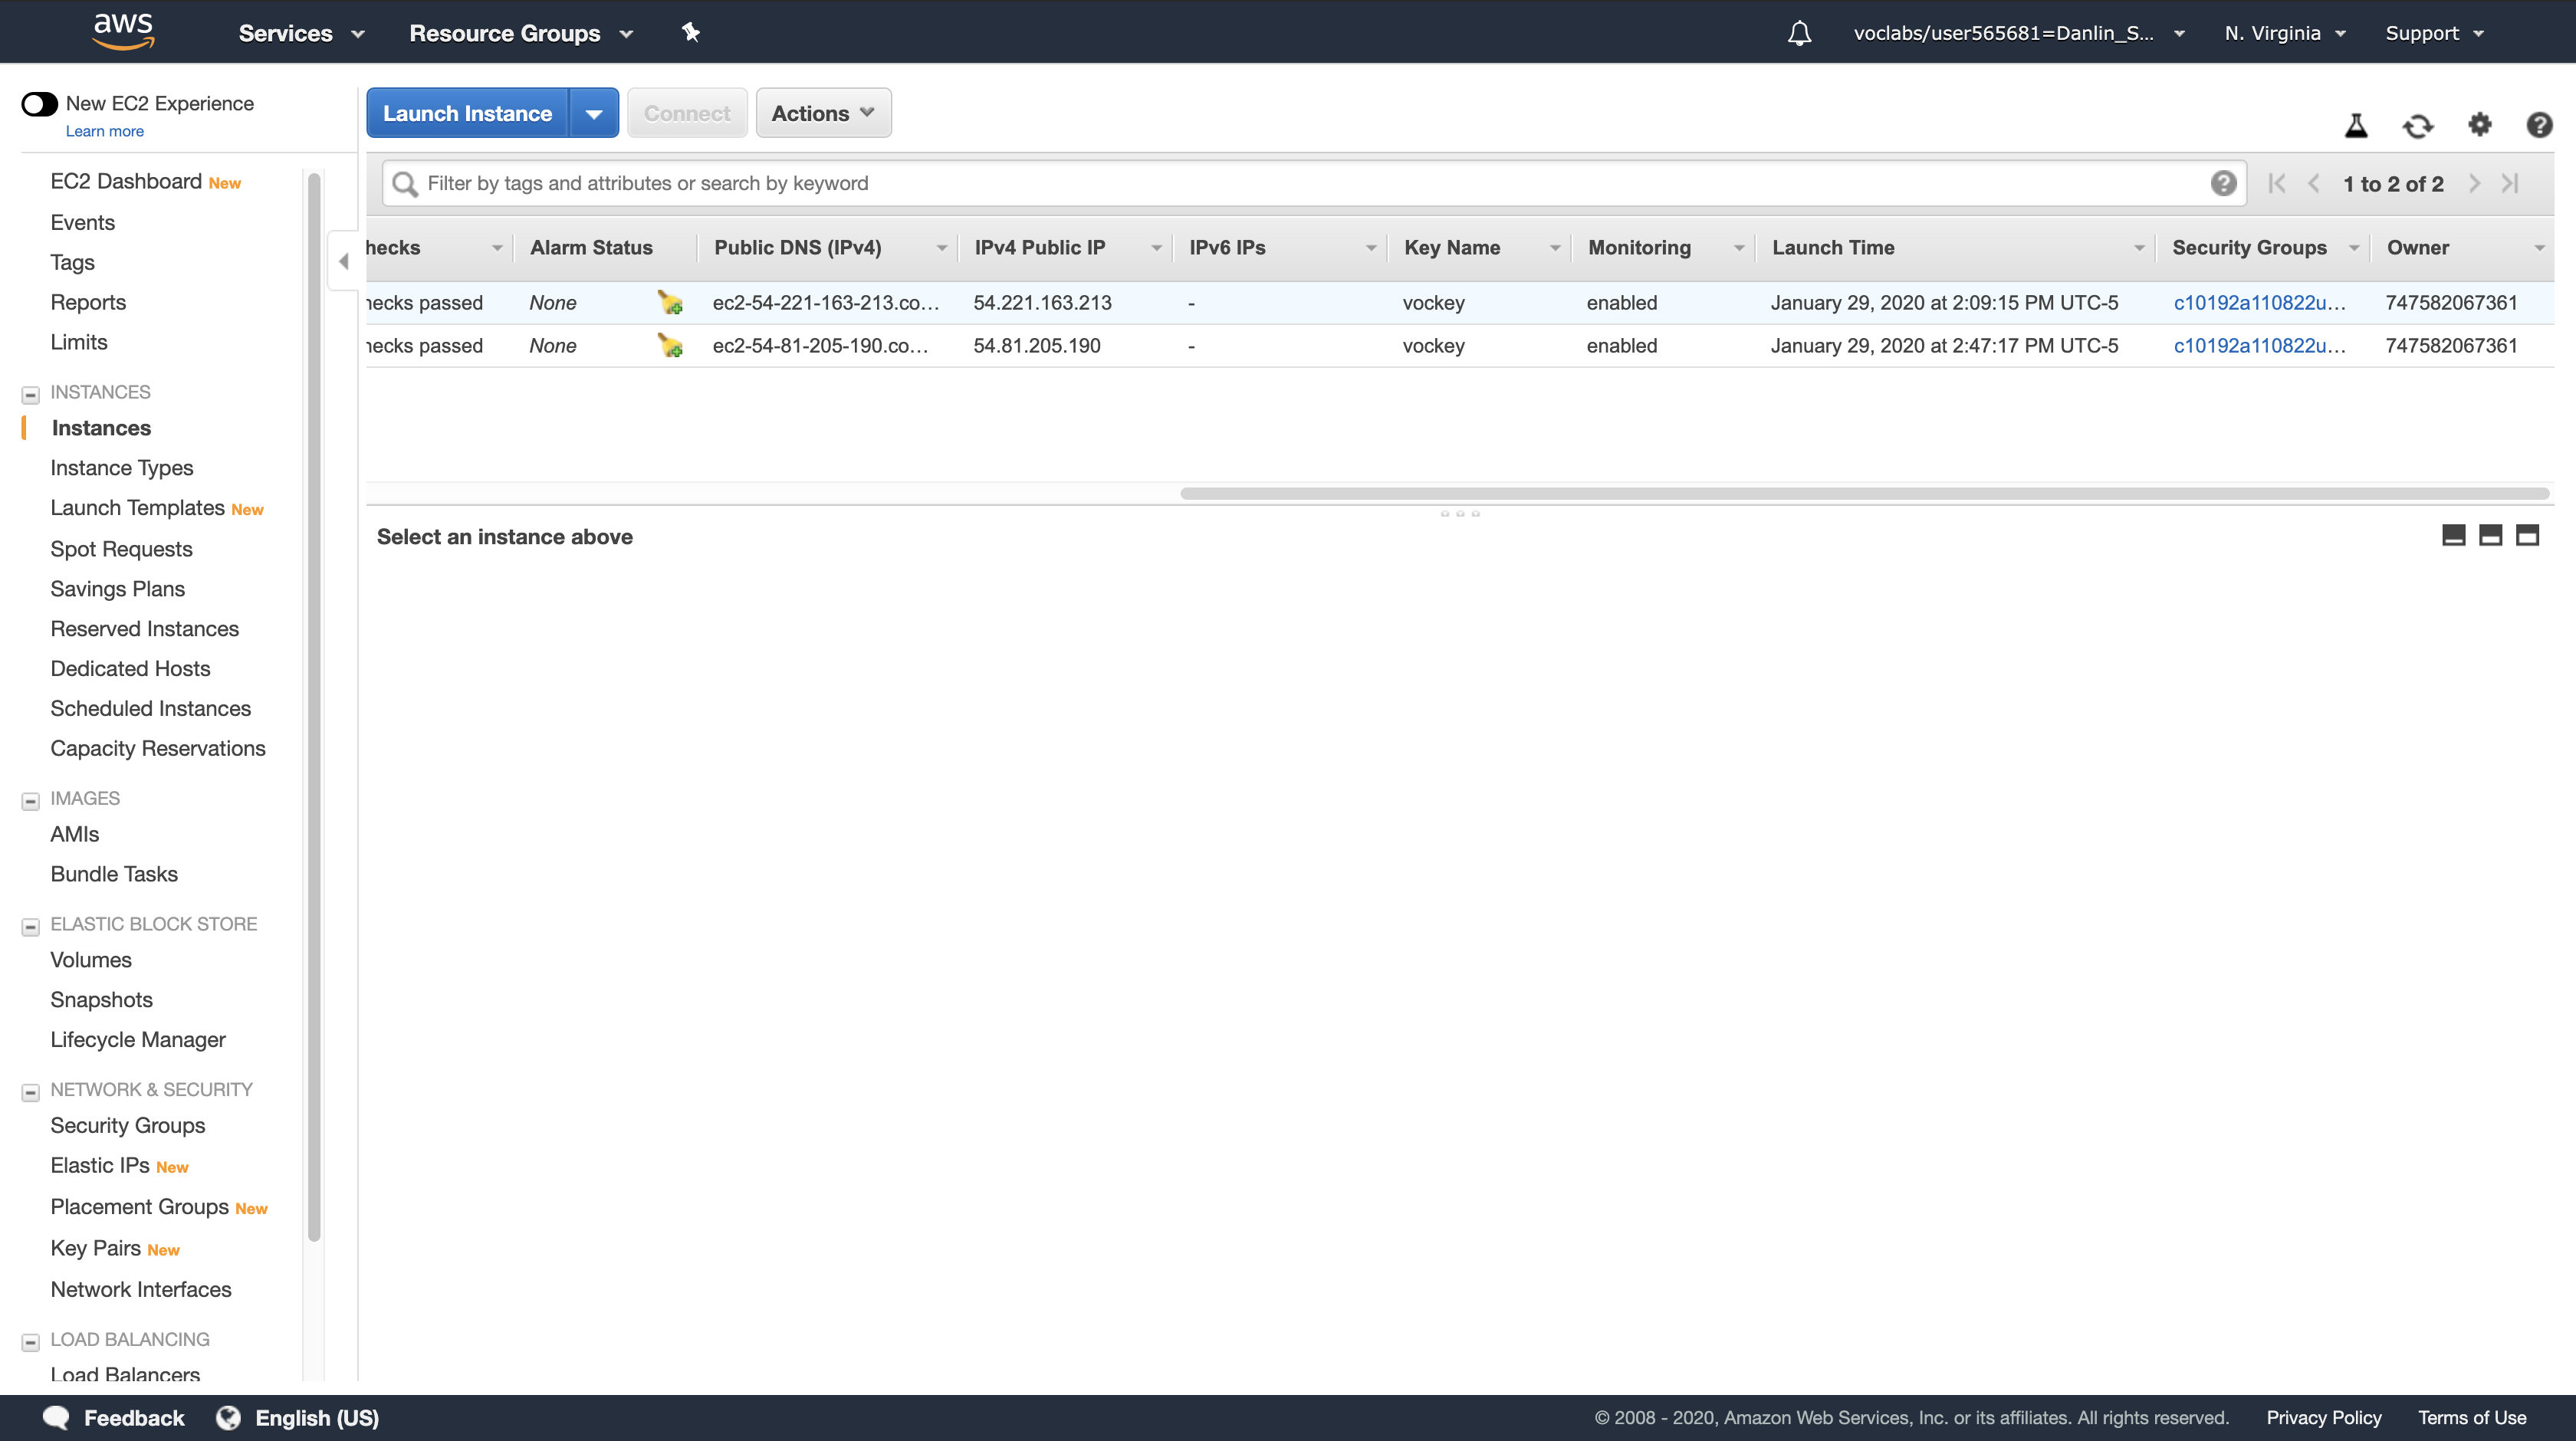 aws Services Resource Groups voclabs/user565681=Danlin_S... N. Virginia Support
New EC2 Experience
Learn more
EC2 Dashboard New
Events
Tags
Reports
Limits
INSTANCES
Instances
Instance Types
Launch Templates New
Spot Requests
Savings Plans
Reserved Instances
Dedicated Hosts
Scheduled Instances
Capacity Reservations
IMAGES
AMIs
Bundle Tasks
ELASTIC BLOCK STORE
Volumes
Snapshots
Lifecycle Manager
NETWORK & SECURITY
Security Groups
Elastic IPs New
Placement Groups New
Key Pairs New
Network Interfaces
LOAD BALANCING
Load Balancers
Launch Instance Connect Actions
Filter by tags and attributes or search by keyword 1 to 2 of 2
hecks Alarm Status Public DNS (IPv4) IPv4 Public IP IPv6 IPs Key Name Monitoring Launch Time Security Groups Owner
hecks passed None ec2-54-221-163-213.co... 54.221.163.213 - vockey enabled January 29, 2020 at 2:09:15 PM UTC-5 c10192a110822u... 747582067361
hecks passed None ec2-54-81-205-190.co... 54.81.205.190 - vockey enabled January 29, 2020 at 2:47:17 PM UTC-5 c10192a110822u... 747582067361
Select an instance above
Feedback English (US) © 2008 - 2020, Amazon Web Services, Inc. or its affiliates. All rights reserved. Privacy Policy Terms of Use